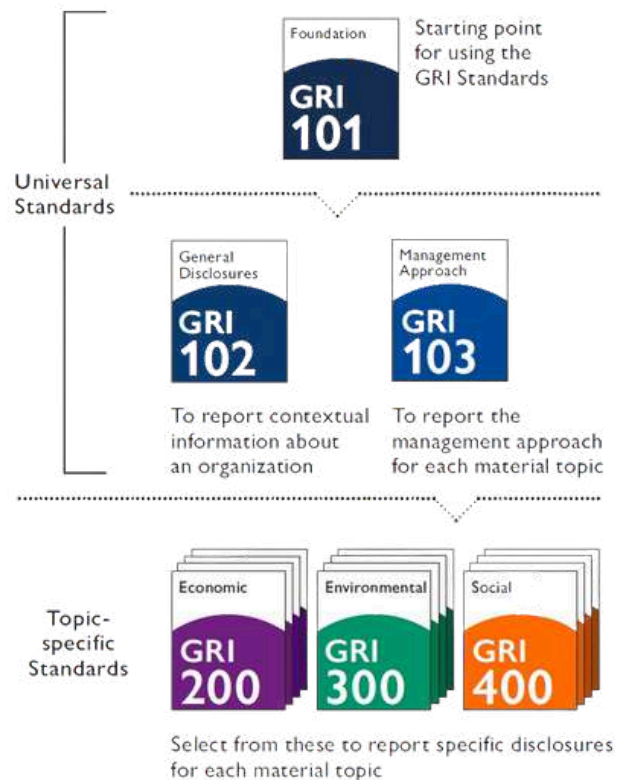 Foundation
GRI
101
Starting point
for using the
GRI Standards
Universal
Standards
General
Disclosures
GRI
102
Management
Approach
GRI
103
To report contextual
information about
an organization
To report the
management approach
for each material topic
Topic-
specific
Standards
Economic
GRI
200
Environmental
GRI
300
Social
GRI
400
Select from these to report specific disclosures
for each material topic